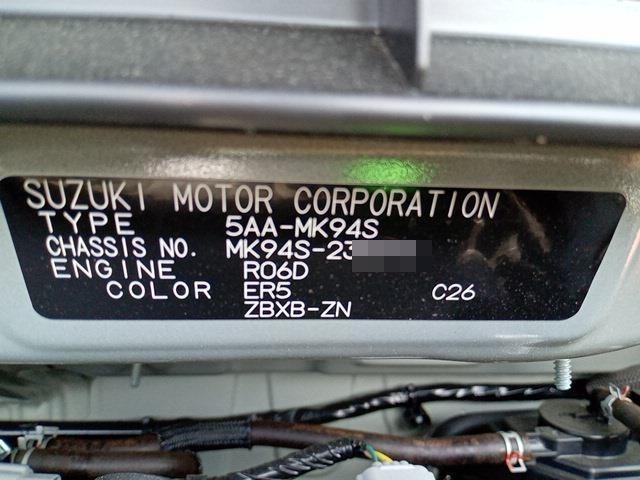 SUZUKI MOTOR CORPORATION
TYPE 5AA-MK94S
CHASSIS NO. MK94S-23
ENGINE R06D
COLOR ER5 C26
ZBXB-ZN